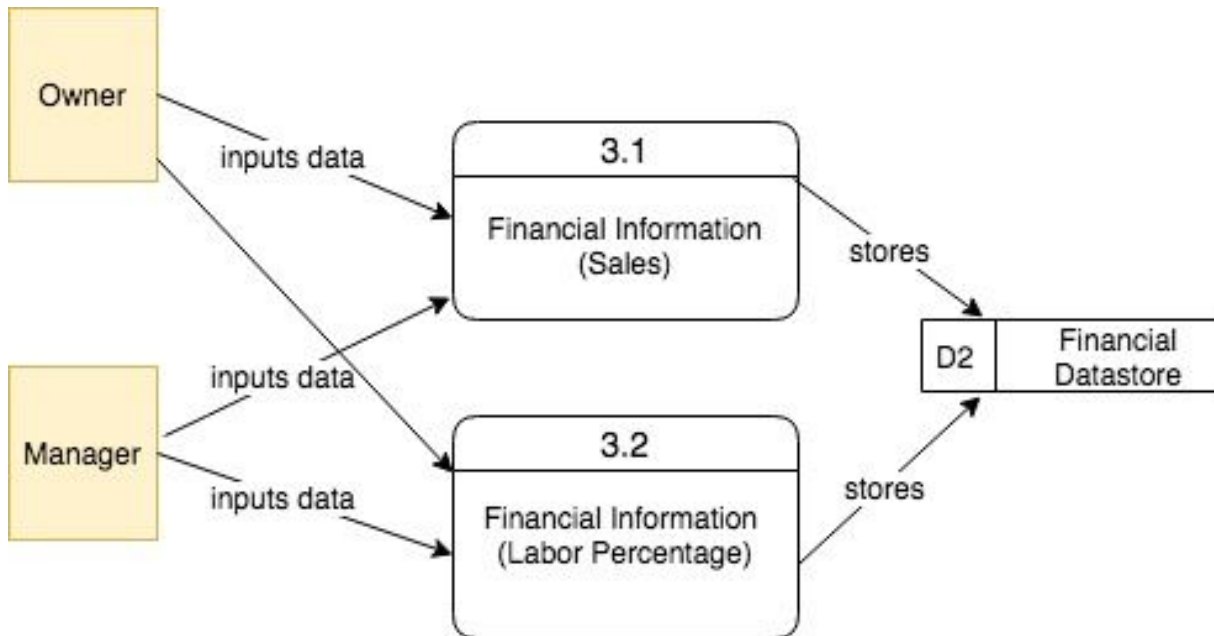 Owner
inputs data
3.1
Financial Information
(Sales)
stores
D2
Financial
Datastore
inputs data
Manager
inputs data
3.2
Financial Information
(Labor Percentage)
stores